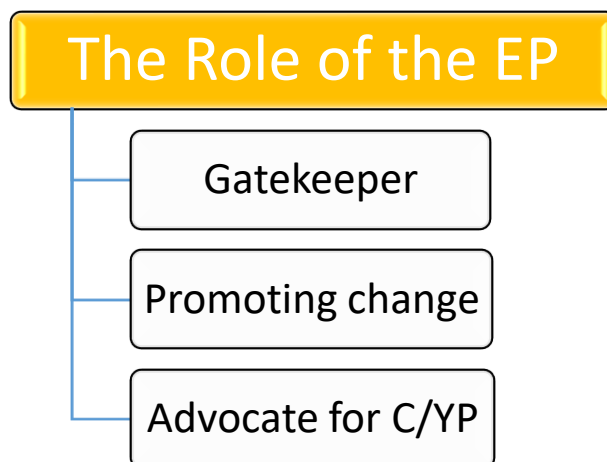 The Role of the EP
Gatekeeper
Promoting change
Advocate for C/YP